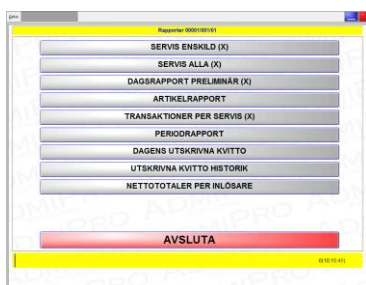 Rapporter 00001/001/01
SERVIS ENSKILD (X)
SERVIS ALLA (X)
DAGSRAPPORT PRELIMINÄR (X)
ARTIKELRAPPORT
TRANSAKTIONER PER SERVIS (X)
PERIODRAPPORT
DAGENS UTSKRIVNA KVITTO
UTSKRIVNA KVITTO HISTORIK
NETTOTOTALER PER INLÖSARE
ADMIPRO
AVSLUTA